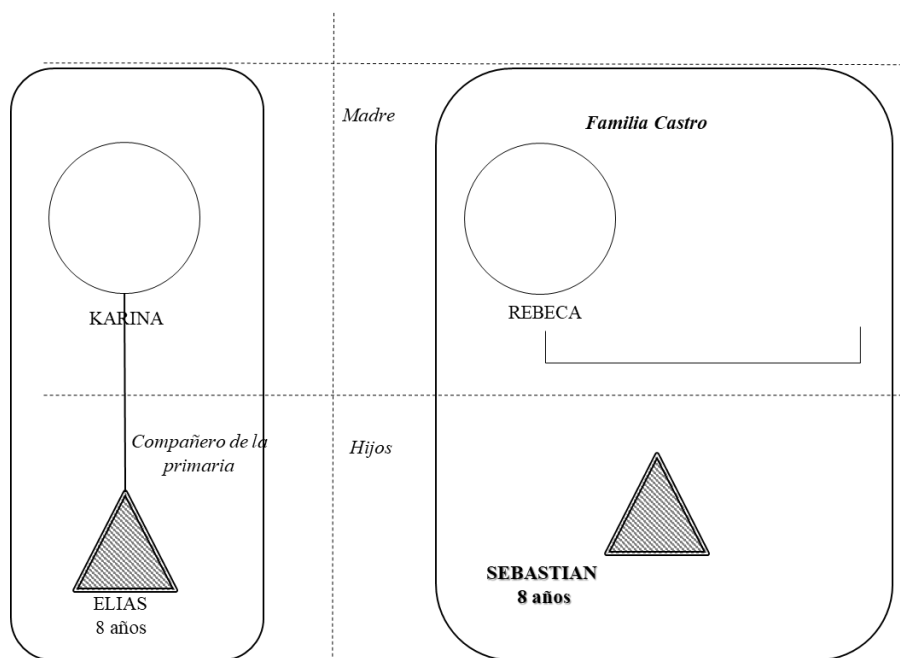 Madre
Familia Castro
KARINA
REBECA
Compañero de la
primaria
Hijos
SEBASTIAN
8 años
ELIAS
8 años